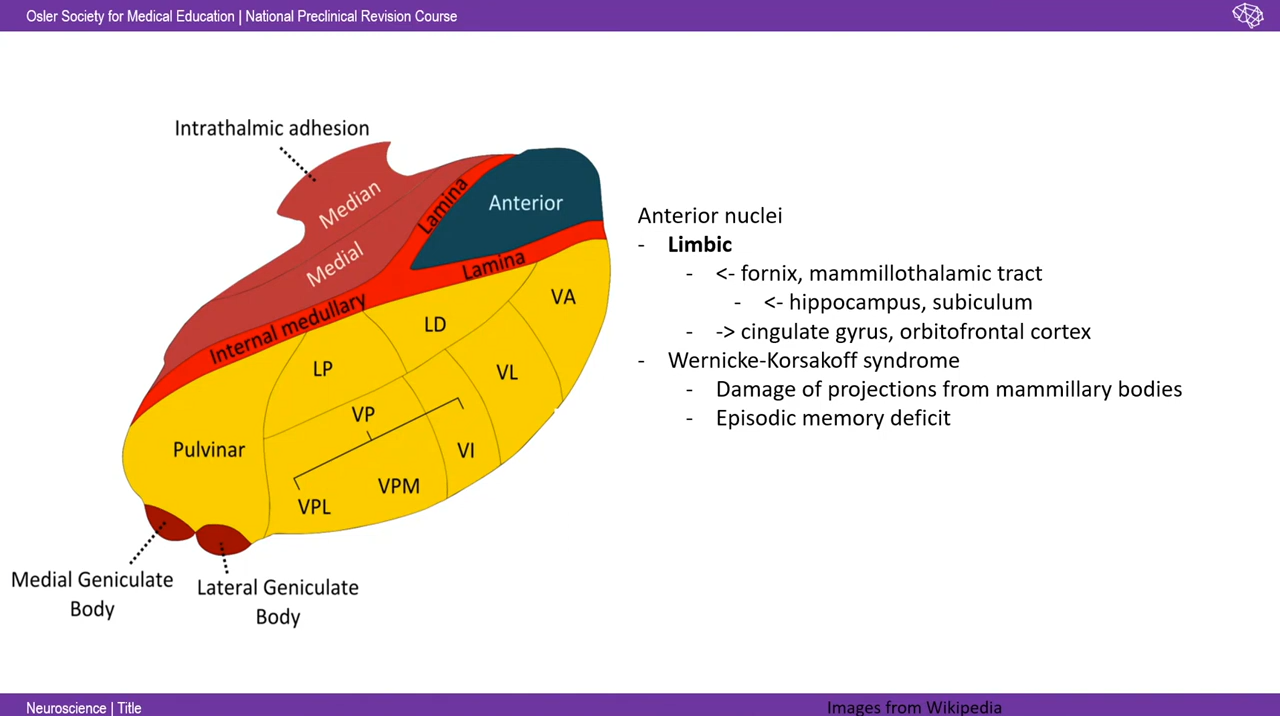 Osler Society for Medical Education | National Preclinical Revision Course
Intrathalmic adhesion
Median
Medial
Lamina
Anterior
Internal medullary
Lamina
VA
LD
LP
VL
VP
VI
Pulvinar
VPM
VPL
Medial Geniculate
Body
Lateral Geniculate
Body
Anterior nuclei
- Limbic
- <- fornix, mammillothalamic tract
- <- hippocampus, subiculum
- -> cingulate gyrus, orbitofrontal cortex
- Wernicke-Korsakoff syndrome
- Damage of projections from mammillary bodies
- Episodic memory deficit
Neuroscience | Title
Images from Wikipedia